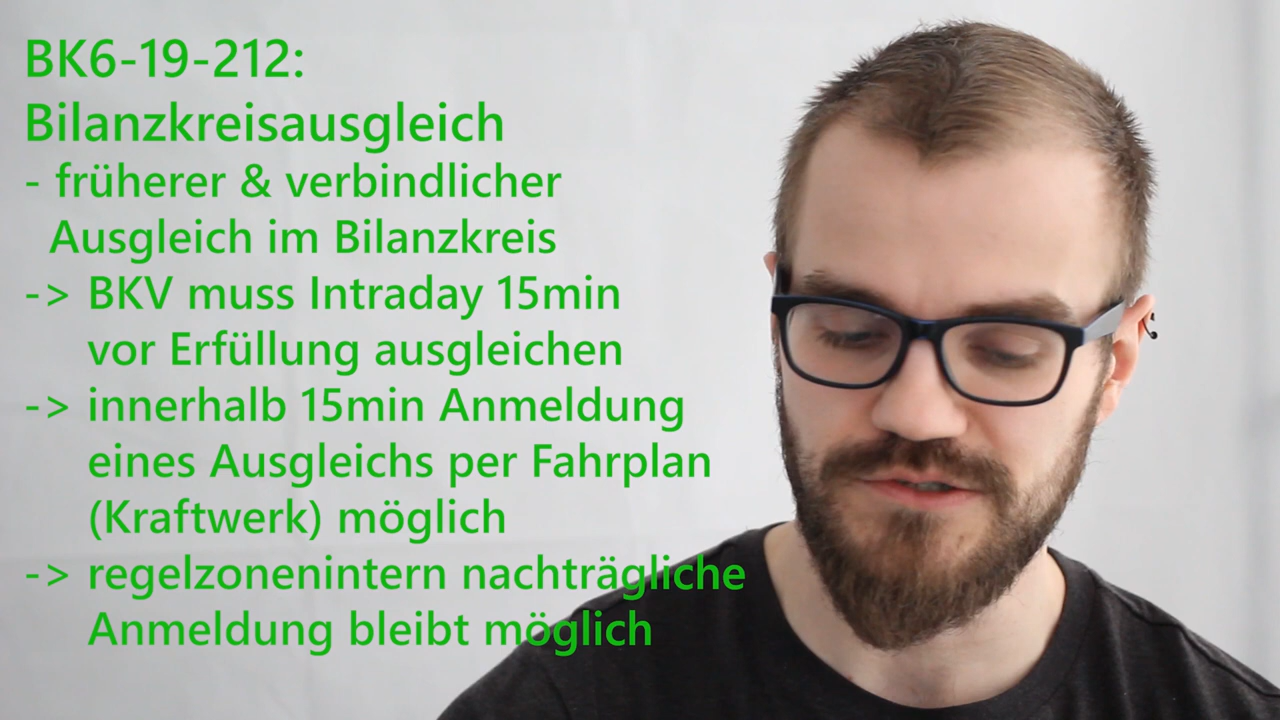 BK6-19-212:
Bilanzkreisausgleich
- früherer & verbindlicher
Ausgleich im Bilanzkreis
-> BKV muss Intraday 15min
vor Erfüllung ausgleichen
-> innerhalb 15min Anmeldung
eines Ausgleichs per Fahrplan
(Kraftwerk) möglich
-> regelzonenintern nachträgliche
Anmeldung bleibt möglich